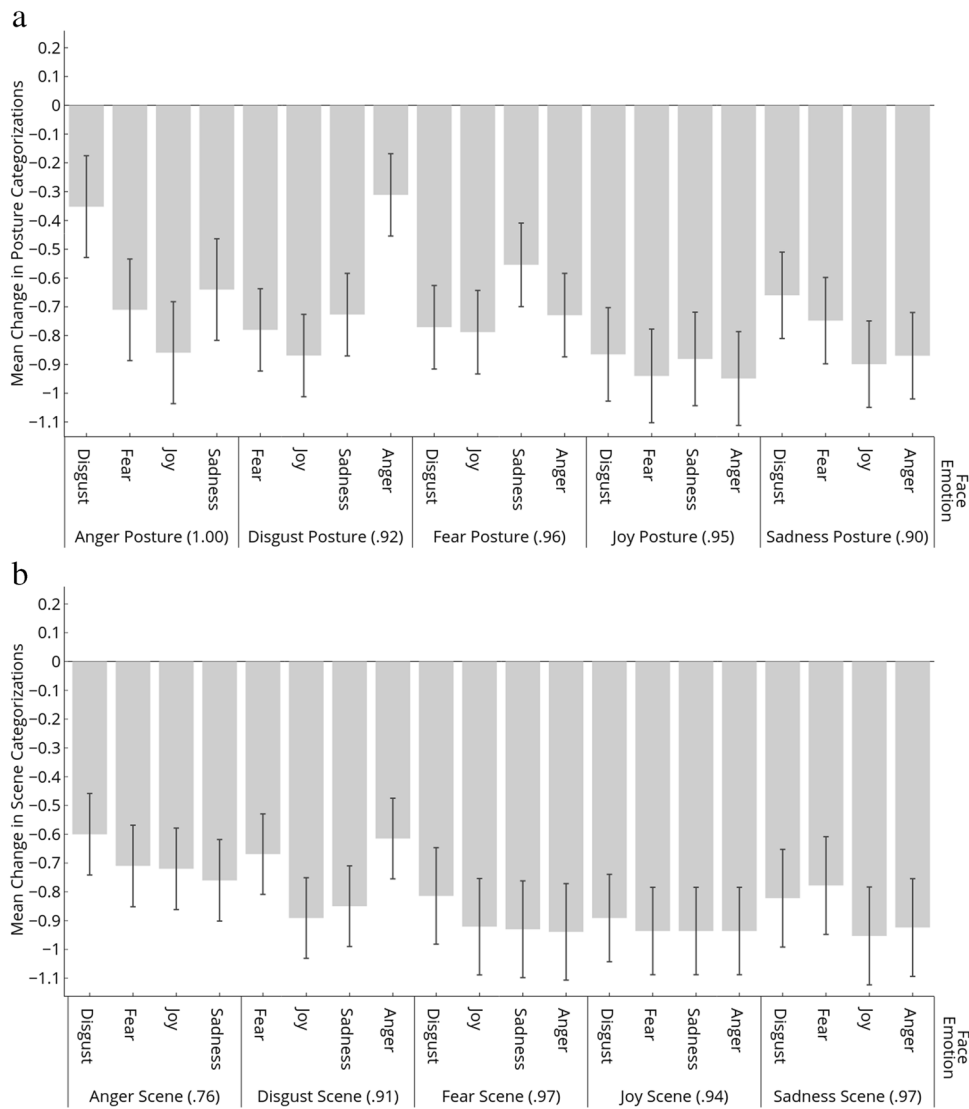 a
Mean Change in Posture Categorizations
0.2
0.1
0
−0.1
−0.2
−0.3
−0.4
−0.5
−0.6
−0.7
−0.8
−0.9
−1
−1.1
Disgust Fear Joy Sadness Fear Joy Sadness Anger Disgust Joy Sadness Anger Disgust Fear Sadness Anger Disgust Fear Joy Anger
Face
Emotion
Anger Posture (1.00) Disgust Posture (.92) Fear Posture (.96) Joy Posture (.95) Sadness Posture (.90)
b
Mean Change in Scene Categorizations
0.2
0.1
0
−0.1
−0.2
−0.3
−0.4
−0.5
−0.6
−0.7
−0.8
−0.9
−1
−1.1
Disgust Fear Joy Sadness Fear Joy Sadness Anger Disgust Joy Sadness Anger Disgust Fear Sadness Anger Disgust Fear Joy Anger
Face
Emotion
Anger Scene (.76) Disgust Scene (.91) Fear Scene (.97) Joy Scene (.94) Sadness Scene (.97)